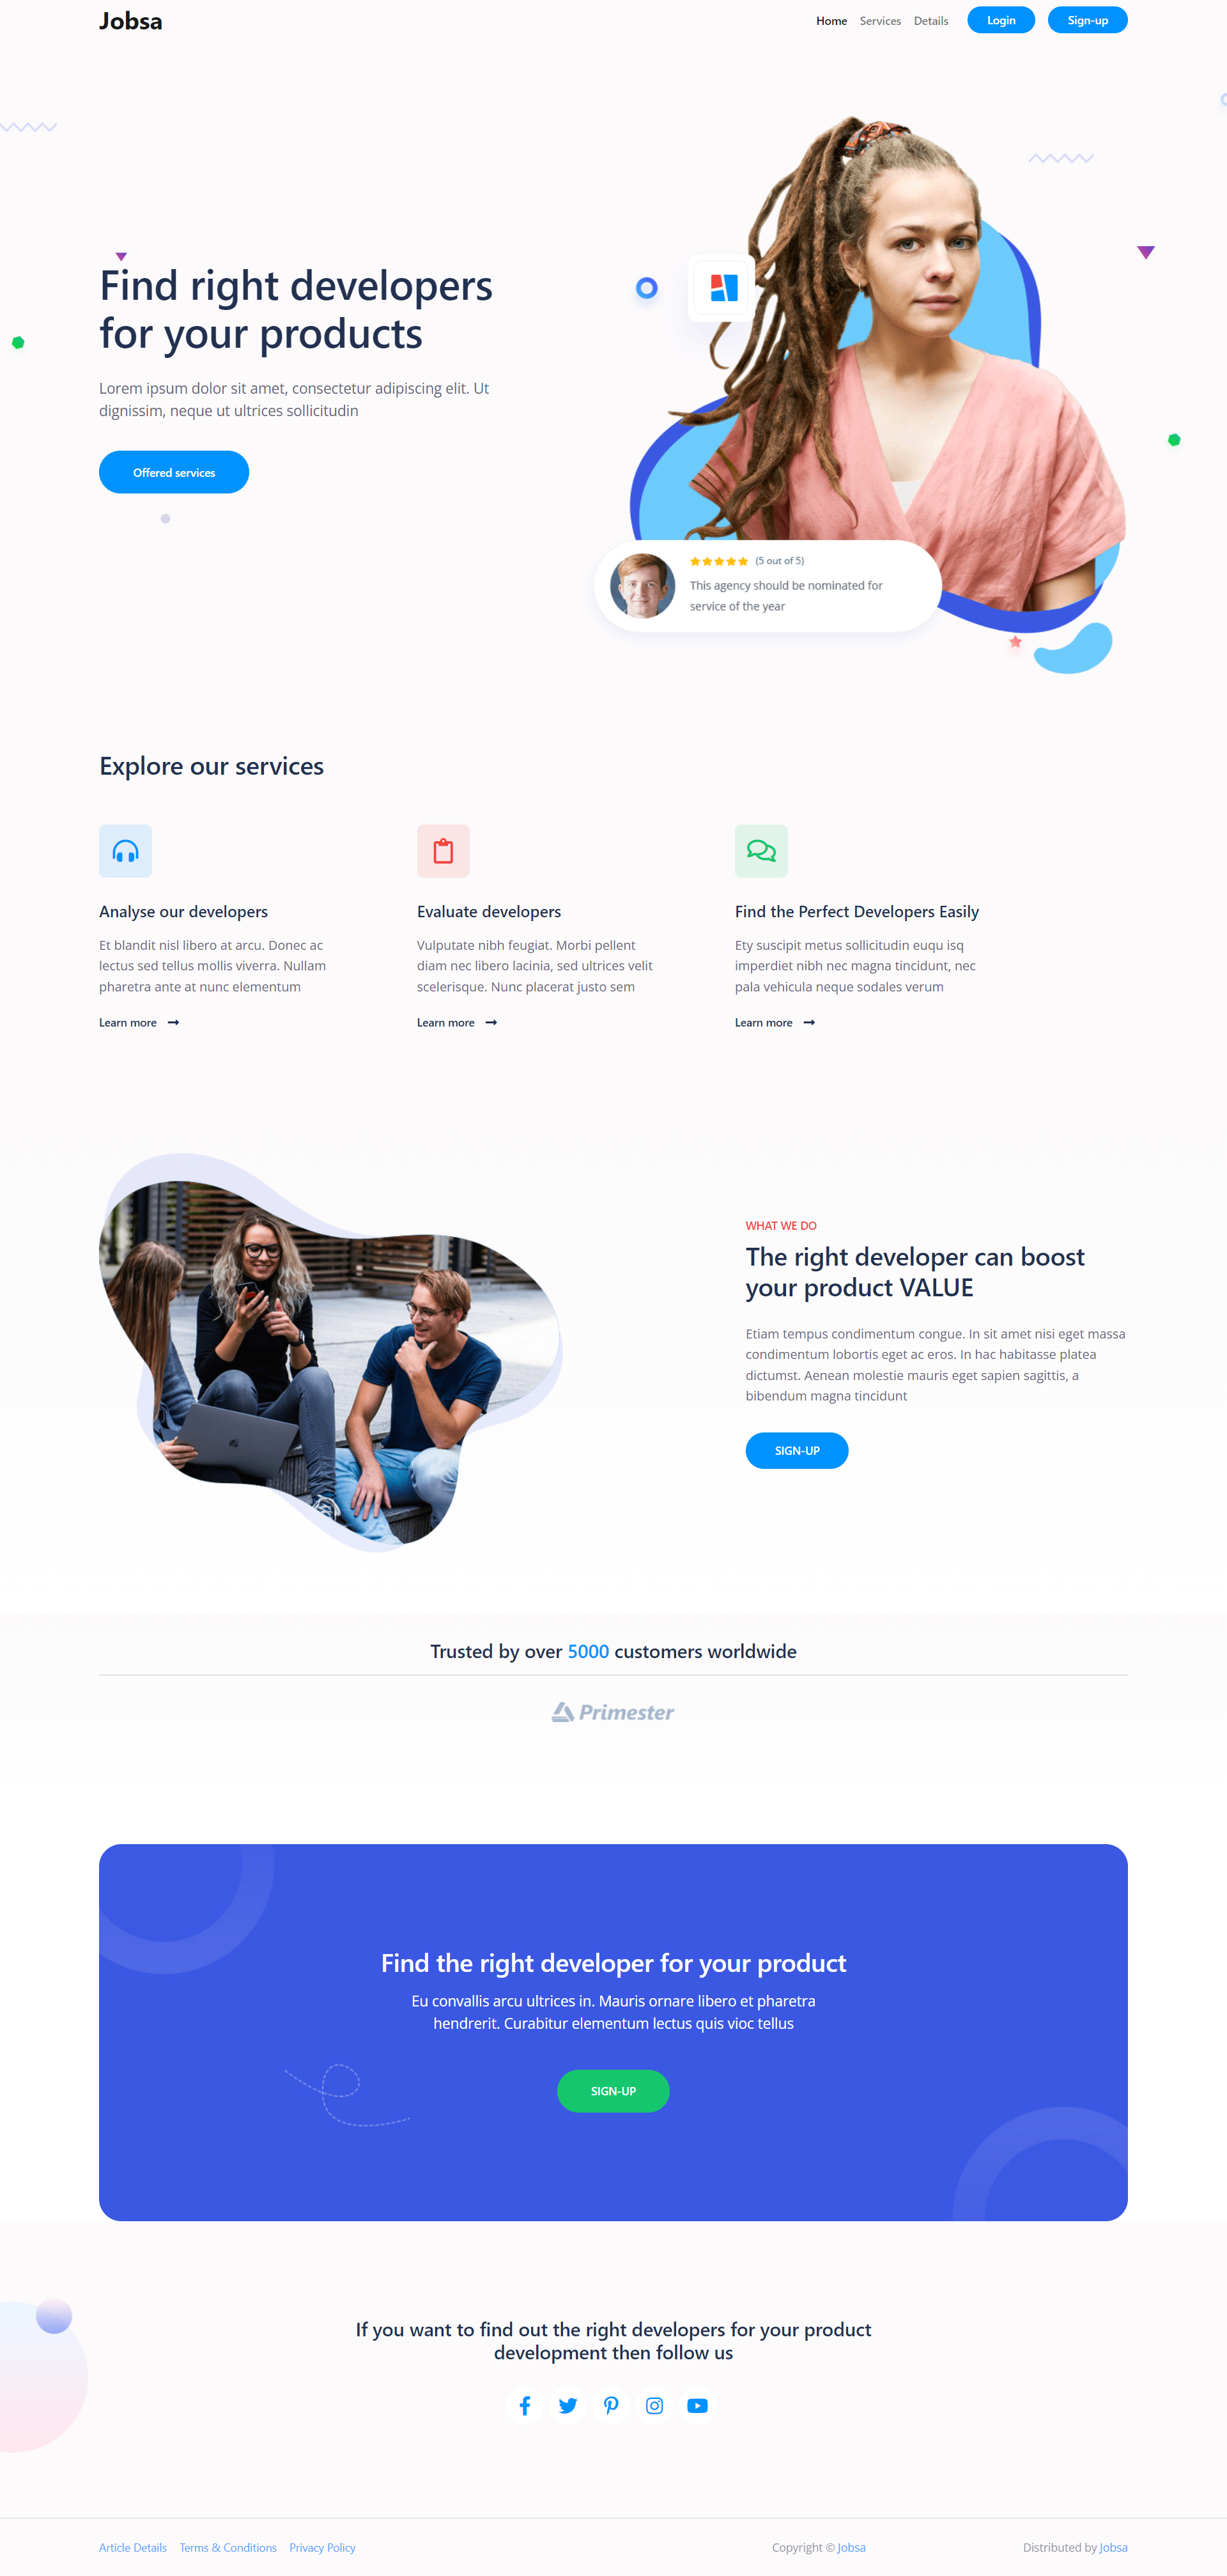 Jobsa
Home Services Details Login Sign-up
Find right developers
for your products
Lorem ipsum dolor sit amet, consectetur adipiscing elit. Ut
dignissim, neque ut ultrices sollicitudin
Offered services
(5 out of 5)
This agency should be nominated for
service of the year
Explore our services
Analyse our developers
Et blandit nisl libero at arcu. Donec ac
lectus sed tellus mollis viverra. Nullam
pharetra ante at nunc elementum
Learn more
Evaluate developers
Vulputate nibh feugiat. Morbi pellent
diam nec libero lacinia, sed ultrices velit
scelerisque. Nunc placerat justo sem
Learn more
Find the Perfect Developers Easily
Ety suscipit metus sollicitudin euqu isq
imperdiet nibh nec magna tincidunt, nec
pala vehicula neque sodales verum
Learn more
WHAT WE DO
The right developer can boost
your product VALUE
Etiam tempus condimentum congue. In sit amet nisi eget massa
condimentum lobortis eget ac eros. In hac habitasse platea
dictumst. Aenean molestie mauris eget sapien sagittis, a
bibendum magna tincidunt
SIGN-UP
Trusted by over 5000 customers worldwide
Primester
Find the right developer for your product
Eu convallis arcu ultrices in. Mauris ornare libero et pharetra
hendrerit. Curabitur elementum lectus quis vioc tellus
SIGN-UP
If you want to find out the right developers for your product
development then follow us
Article Details Terms & Conditions Privacy Policy
Copyright © Jobsa
Distributed by Jobsa